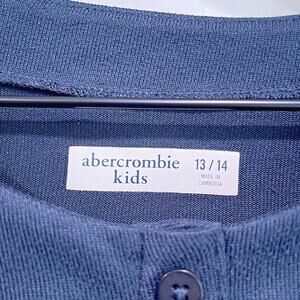 abercrombie
kids
13 / 14
MADE IN
CAMBODIA